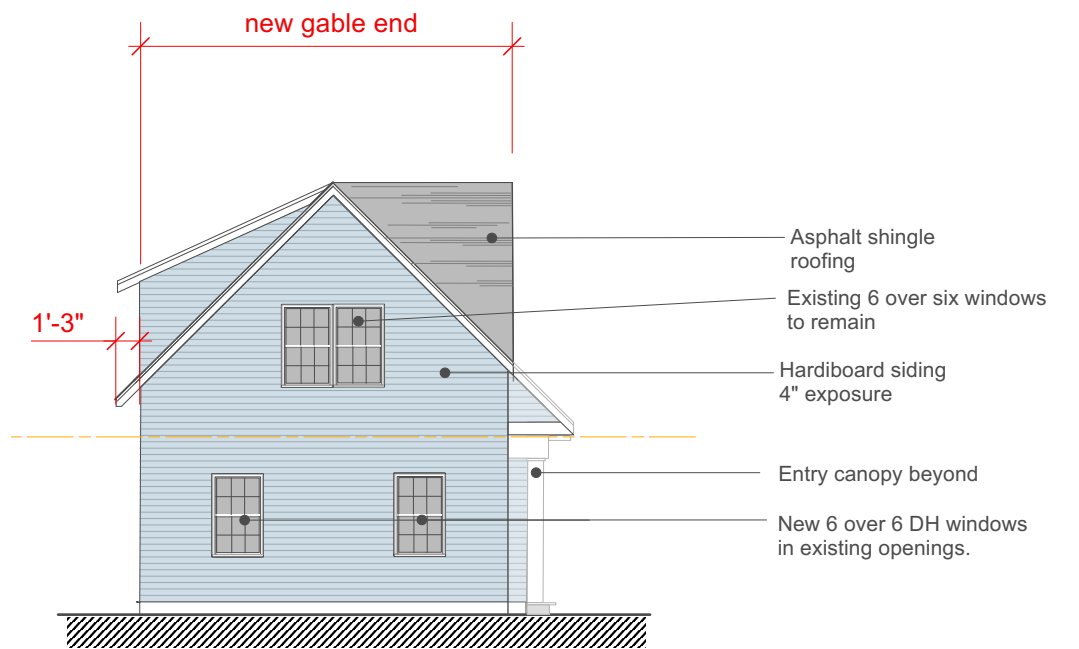 new gable end
1'-3"
Asphalt shingle
roofing
Existing 6 over six windows
to remain
Hardiboard siding
4" exposure
Entry canopy beyond
New 6 over 6 DH windows
in existing openings.